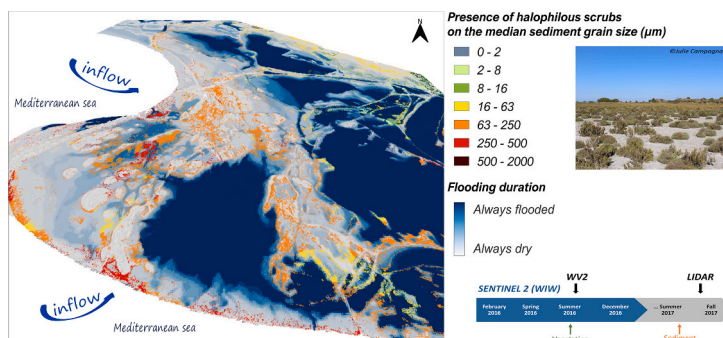 N
inflow
Mediterranean sea
inflow
Mediterranean sea
Presence of halophilous scrubs
on the median sediment grain size (µm)
0 - 2
2 - 8
8 - 16
16 - 63
63 - 250
250 - 500
500 - 2000
©Julie Campagna
Flooding duration
Always flooded
Always dry
SENTINEL 2 (WIW)
WV2
LiDAR
February
2016
Spring
2016
Summer
2016
December
2016
... Summer
2017
Fall
2017
Sediment